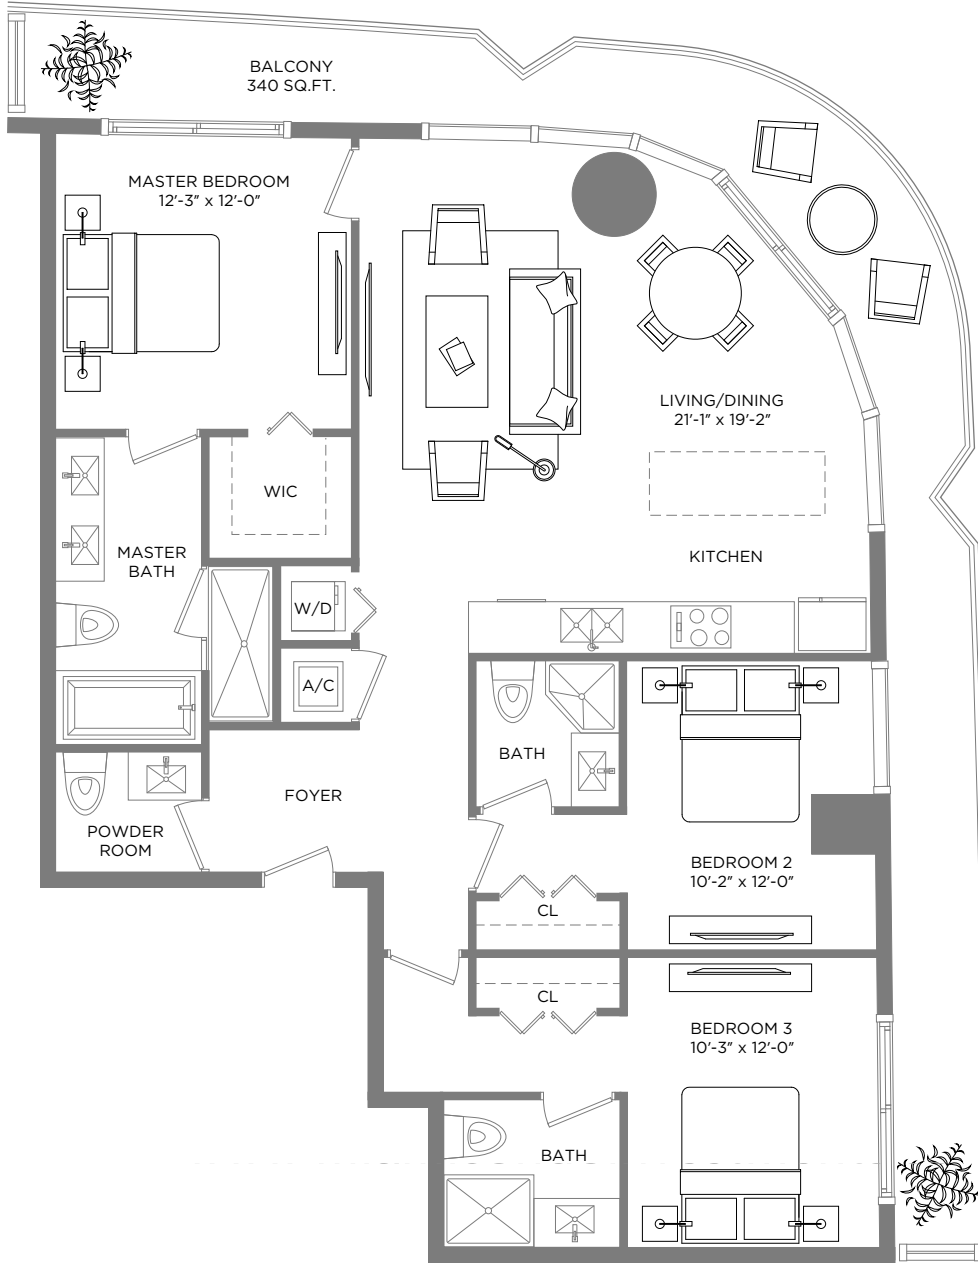 BALCONY
340 SQ.FT.
MASTER BEDROOM
12'-3" x 12'-0"
LIVING/DINING
21'-1" x 19'-2"
WIC
MASTER
BATH
KITCHEN
W/D
A/C
BATH
FOYER
POWDER
ROOM
BEDROOM 2
10'-2" x 12'-0"
CL
CL
BEDROOM 3
10'-3" x 12'-0"
BATH